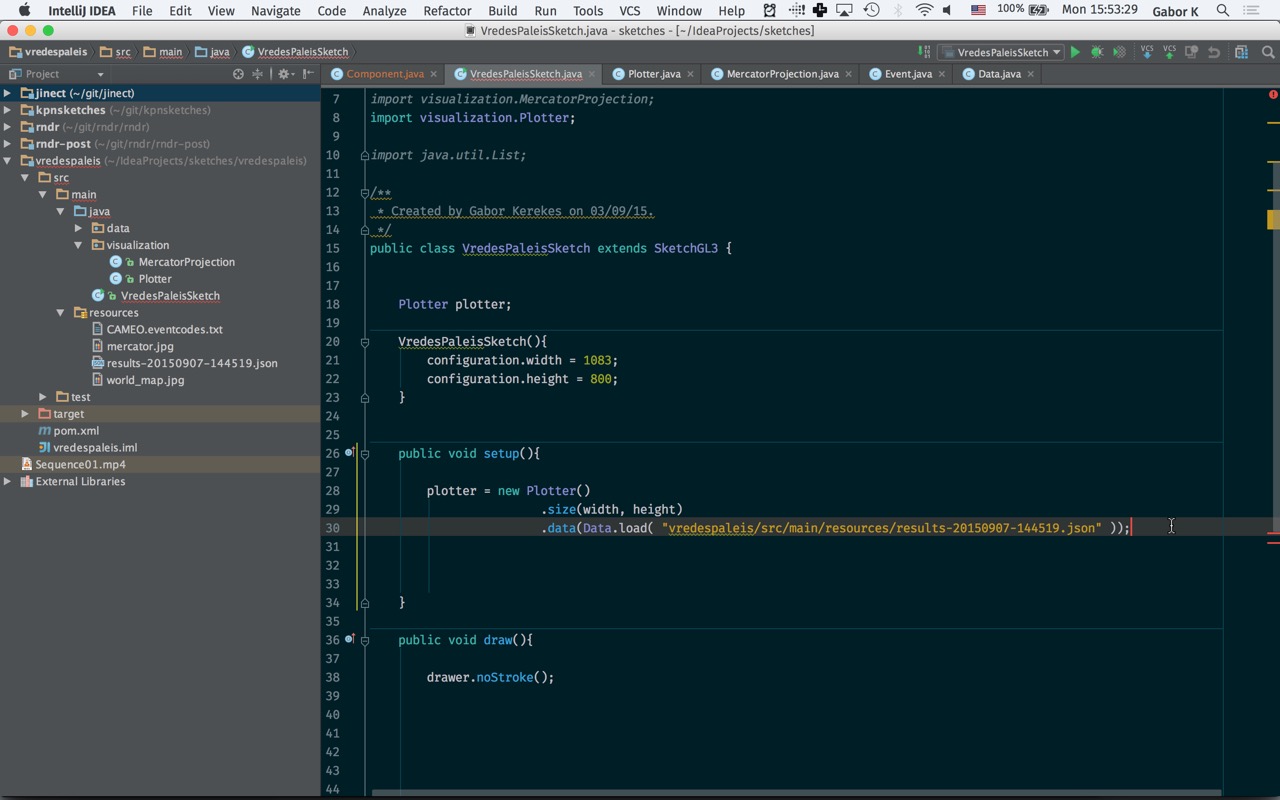 IntelliJ IDEA File Edit View Navigate Code Analyze Refactor Build Run Tools VCS Window Help 100% Mon 15:53:29 Gabor K
VredesPaleisSketch.java - sketches - [~/IdeaProjects/sketches]
vredespaleis src main java VredesPaleisSketch VredesPaleisSketch VCS VCS
Project Component.java VredesPaleisSketch.java Plotter.java MercatorProjection.java Event.java Data.java
jinect (~/git/jinect)
kpnsketches (~/git/kpnsketches)
rndr (~/git/rndr/rndr)
rndr-post (~/git/rndr/rndr-post)
vredespaleis (~/IdeaProjects/sketches/vredespaleis)
src
main
java
data
visualization
MercatorProjection
Plotter
VredesPaleisSketch
resources
CAMEO.eventcodes.txt
mercator.jpg
results-20150907-144519.json
world_map.jpg
test
target
pom.xml
vredespaleis.iml
Sequence01.mp4
External Libraries
7 import visualization.MercatorProjection;
8 import visualization.Plotter;
9
10 import java.util.List;
11
12 /**
13 * Created by Gabor Kerekes on 03/09/15.
14 */
15 public class VredesPaleisSketch extends SketchGL3 {
16
17
18 Plotter plotter;
19
20 VredesPaleisSketch(){
21 configuration.width = 1083;
22 configuration.height = 800;
23 }
24
25
26 public void setup(){
27
28 plotter = new Plotter()
29 .size(width, height)
30 .data(Data.load( "vredespaleis/src/main/resources/results-20150907-144519.json" ));
31
32
33
34 }
35
36 public void draw(){
37
38 drawer.noStroke();
39
40
41
42
43
44